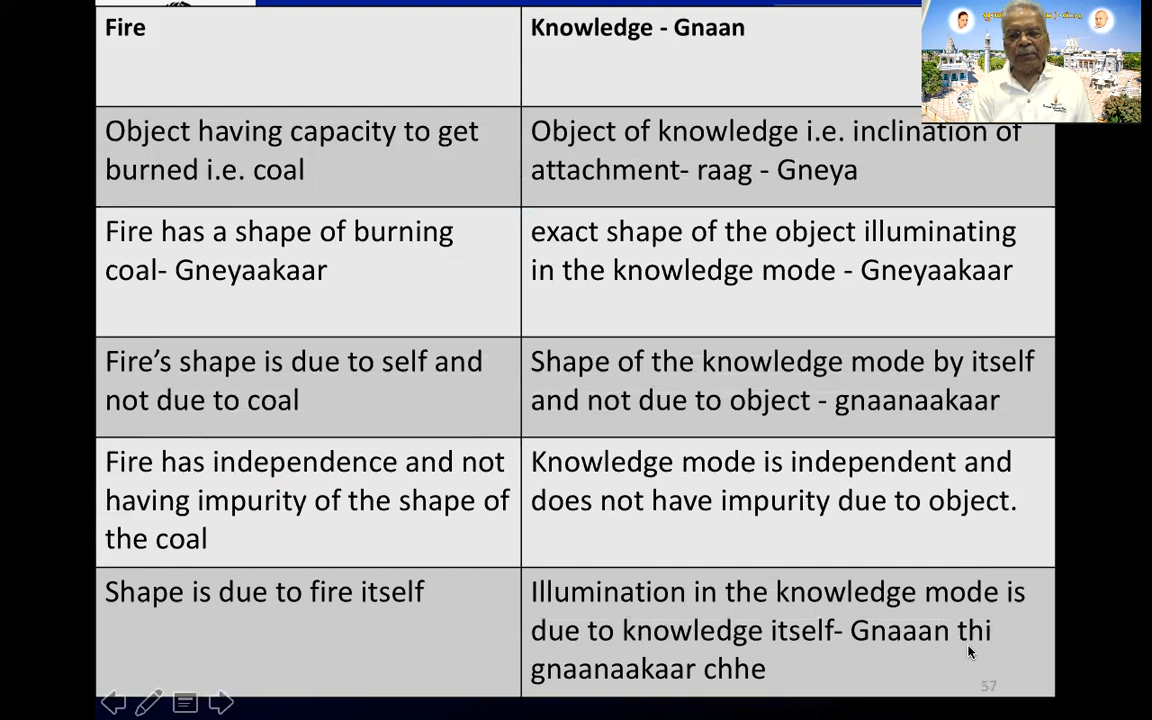 Fire
Knowledge - Gnaan
Object having capacity to get
burned i.e. coal
Object of knowledge i.e. inclination of
attachment- raag - Gneya
Fire has a shape of burning
coal- Gneyaakaar
exact shape of the object illuminating
in the knowledge mode - Gneyaakaar
Fire’s shape is due to self and
not due to coal
Shape of the knowledge mode by itself
and not due to object - gnaanaakaar
Fire has independence and not
having impurity of the shape of
the coal
Knowledge mode is independent and
does not have impurity due to object.
Shape is due to fire itself
Illumination in the knowledge mode is
due to knowledge itself- Gnaaan thi
gnaanaakaar chhe
57